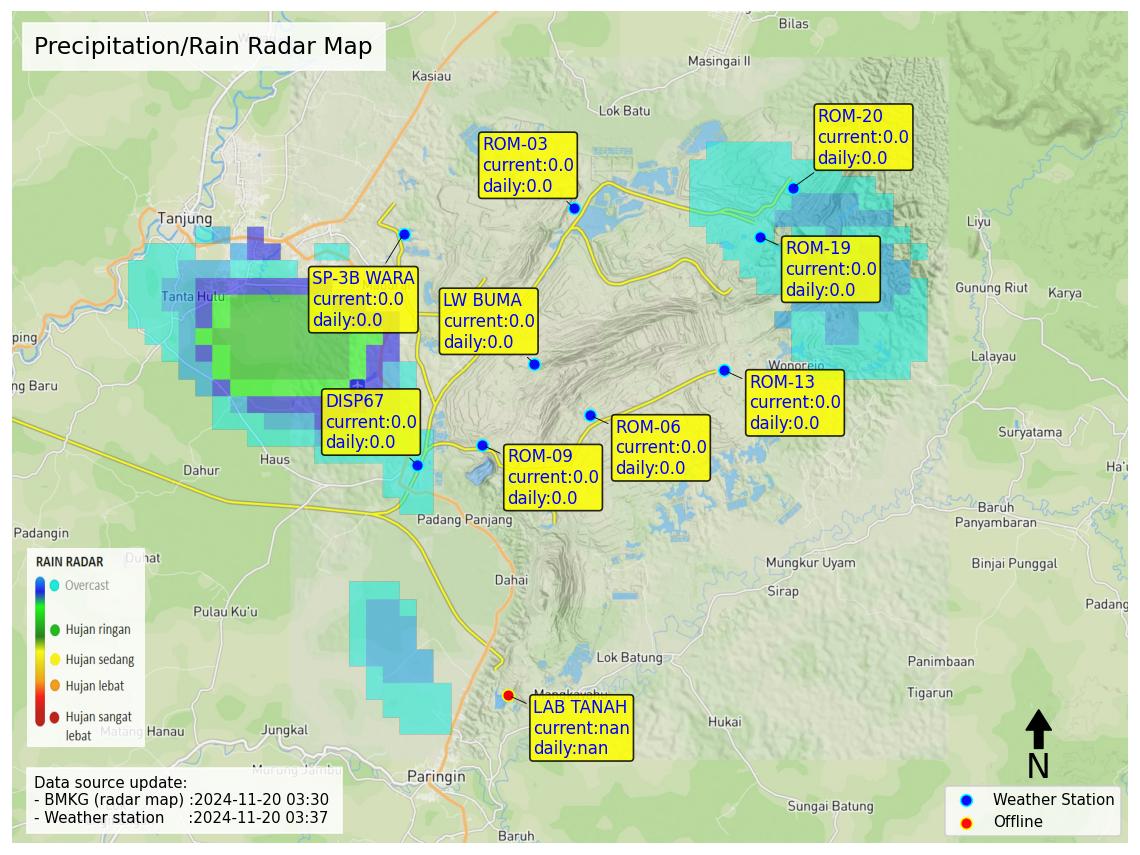 Precipitation/Rain Radar Map
Bilas
Masingai II
Kasiau
Lok Batu
ROM-20
current:0.0
daily:0.0
ROM-03
current:0.0
daily:0.0
Tanjung
Liyu
ROM-19
current:0.0
daily:0.0
SP-3B WARA
current:0.0
daily:0.0
Tanta Hulu
LW BUMA
current:0.0
daily:0.0
Gunung Riut
Karya
ping
Lalayau
Wonorejo
ng Baru
ROM-13
current:0.0
daily:0.0
DISP67
current:0.0
daily:0.0
ROM-06
current:0.0
daily:0.0
Suryatama
ROM-09
current:0.0
daily:0.0
Haus
Dahur
Ha'u
Baruh
Panyambaran
Padang Panjang
Padangin
Duhat
Mungkur Uyam
Binjai Punggal
RAIN RADAR
Overcast
Hujan ringan
Hujan sedang
Hujan lebat
Hujan sangat
lebat
Dahai
Sirap
Padang
Pulau Ku'u
Lok Batung
Panimbaan
Tigarun
Mangkayahu
LAB TANAH
current:nan
daily:nan
Hukai
Matang Hanau
Jungkal
Murung Jambu
Paringin
N
Data source update:
- BMKG (radar map) :2024-11-20 03:30
- Weather station :2024-11-20 03:37
Sungai Batung
Baruh
Weather Station
Offline